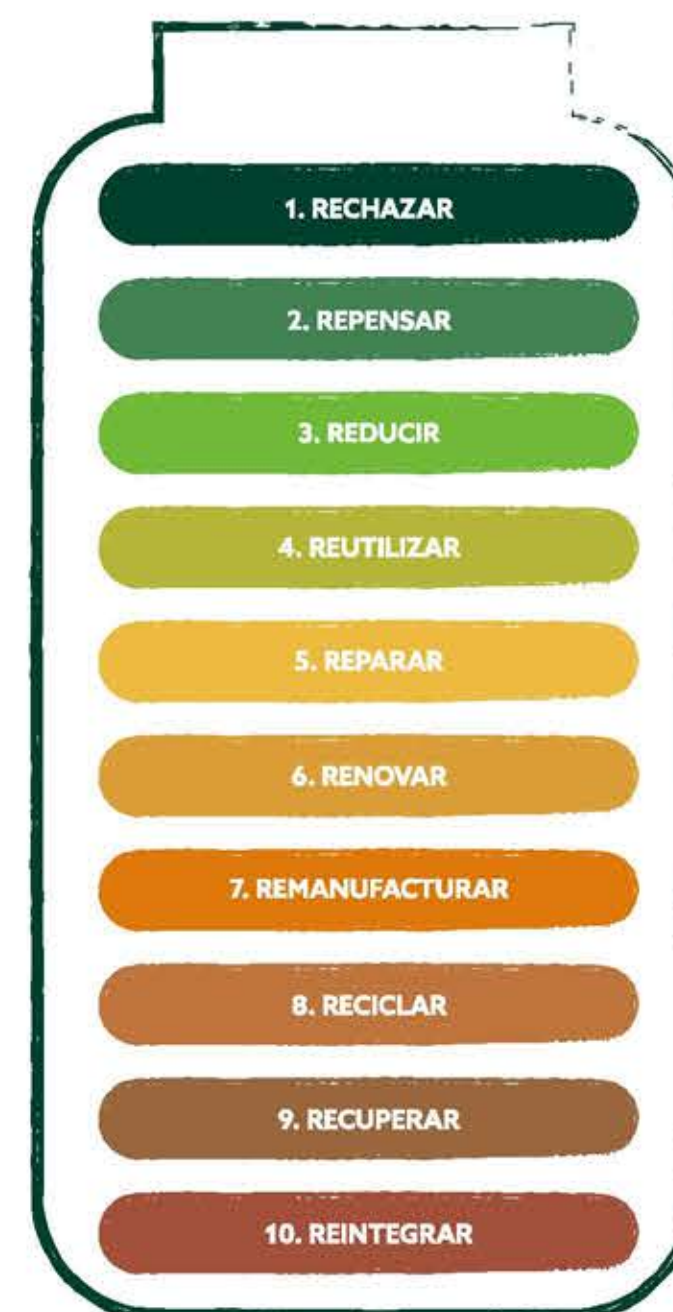 1. RECHAZAR
2. REPENSAR
3. REDUCIR
4. REUTILIZAR
5. REPARAR
6. RENOVAR
7. REMANUFACTURAR
8. RECICLAR
9. RECUPERAR
10. REINTEGRAR